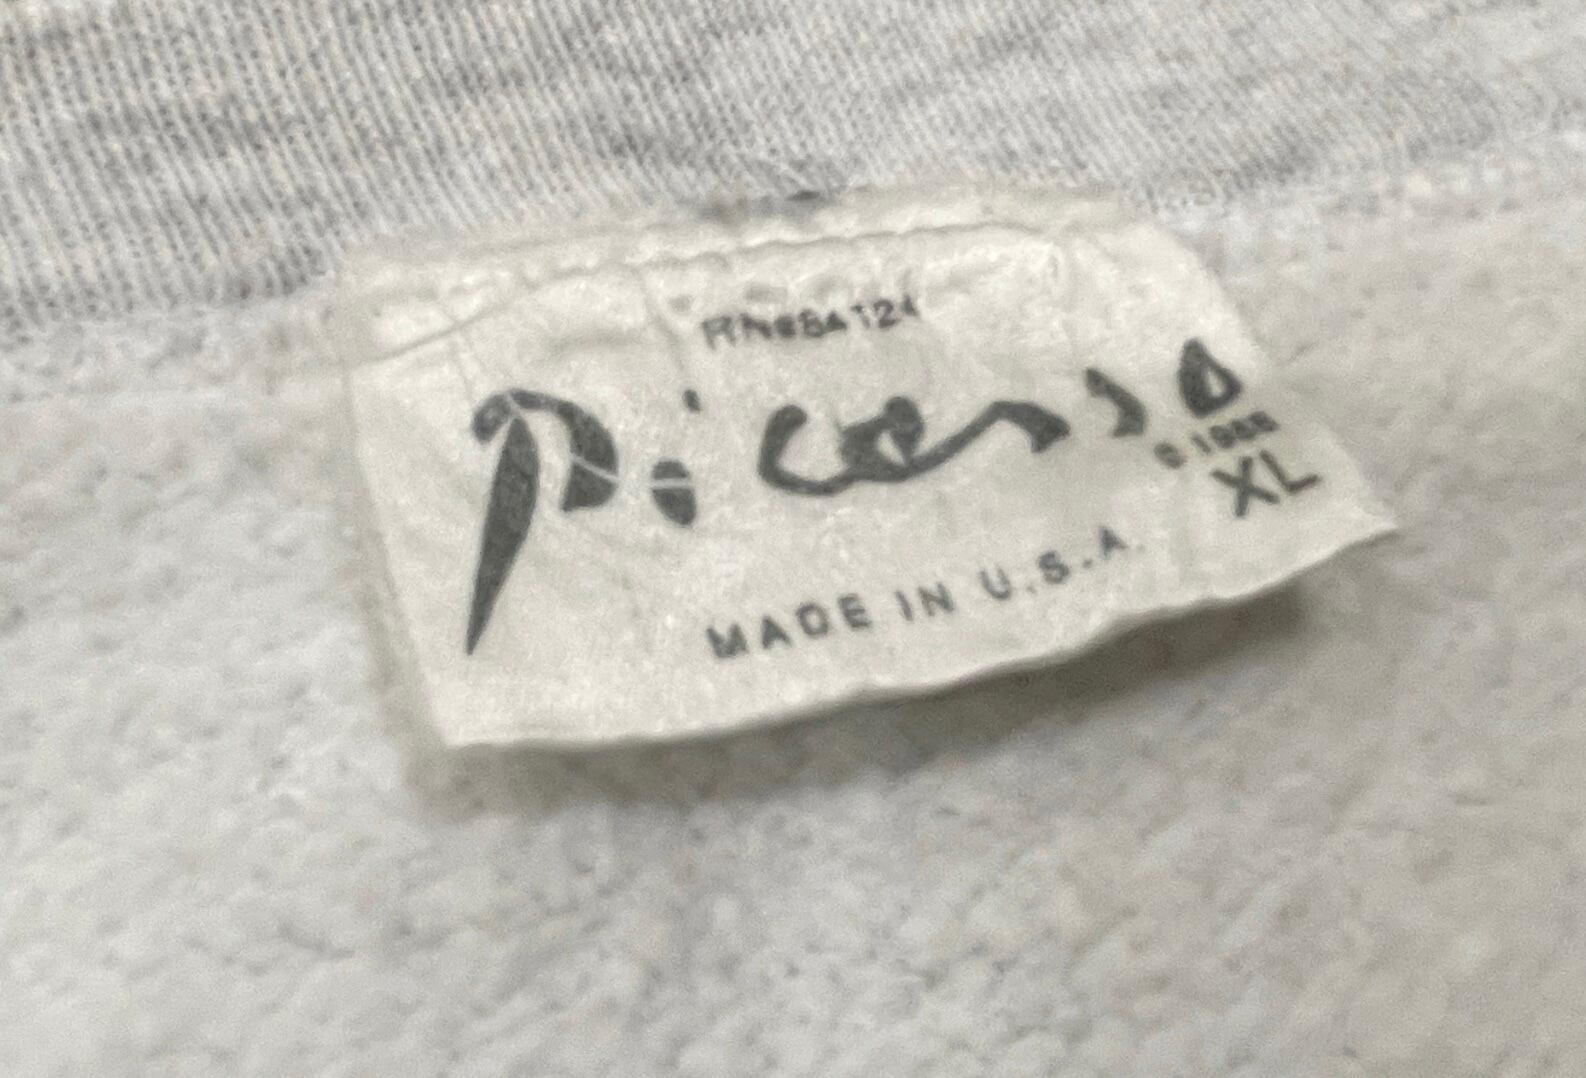 RN#84124
Picasso
© 1988
XL
MADE IN U.S.A.